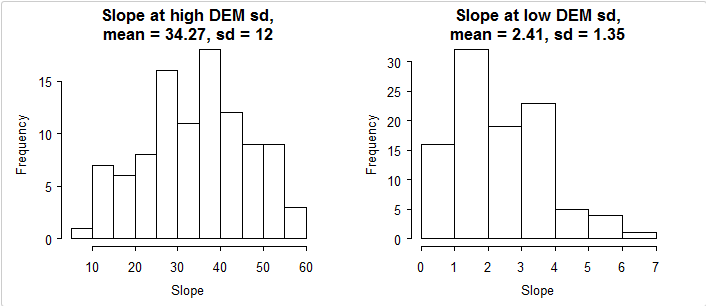 Slope at high DEM sd,
mean = 34.27, sd = 12
Frequency
15
10
5
0
10 20 30 40 50 60
Slope
Slope at low DEM sd,
mean = 2.41, sd = 1.35
Frequency
30
25
20
15
10
5
0
0 1 2 3 4 5 6 7
Slope